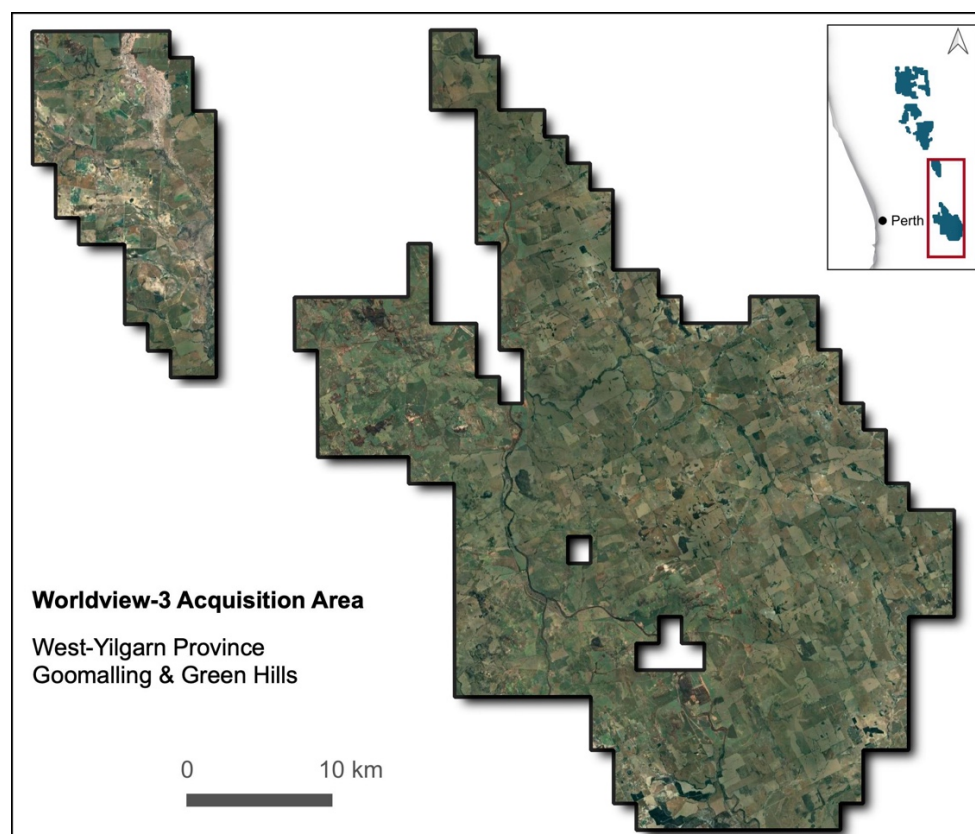 Perth
Worldview-3 Acquisition Area
West-Yilgarn Province
Goomalling & Green Hills
0 10 km